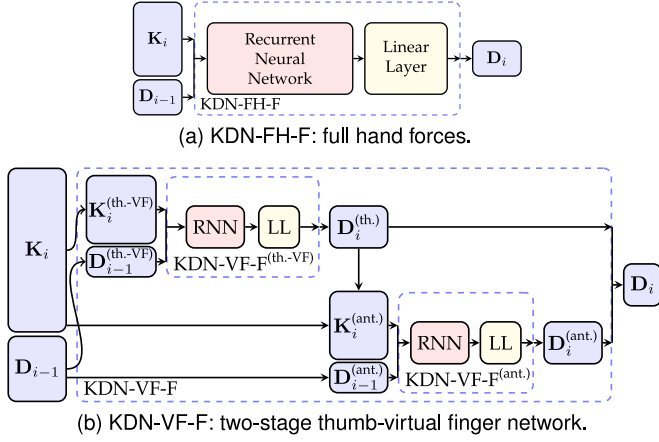 K_i
D_{i−1}
Recurrent
Neural
Network
Linear
Layer
D_i
KDN-FH-F
(a) KDN-FH-F: full hand forces.
K_i
D_{i−1}
K_i^{(th.-VF)}
D_{i−1}^{(th.-VF)}
RNN
LL
KDN-VF-F^{(th.-VF)}
D_i^{(th.)}
K_i^{(ant.)}
D_{i−1}^{(ant.)}
RNN
LL
KDN-VF-F^{(ant.)}
D_i^{(ant.)}
D_i
KDN-VF-F
(b) KDN-VF-F: two-stage thumb-virtual finger network.